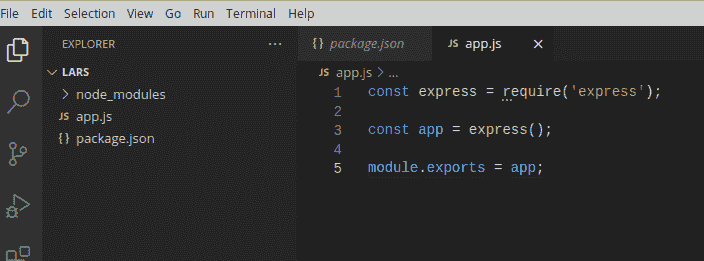 File Edit Selection View Go Run Terminal Help
EXPLORER ...
{} package.json JS app.js ×
LARS
JS app.js > ...
> node_modules
JS app.js
{} package.json
1 const express = require('express');
2
3 const app = express();
4
5 module.exports = app;